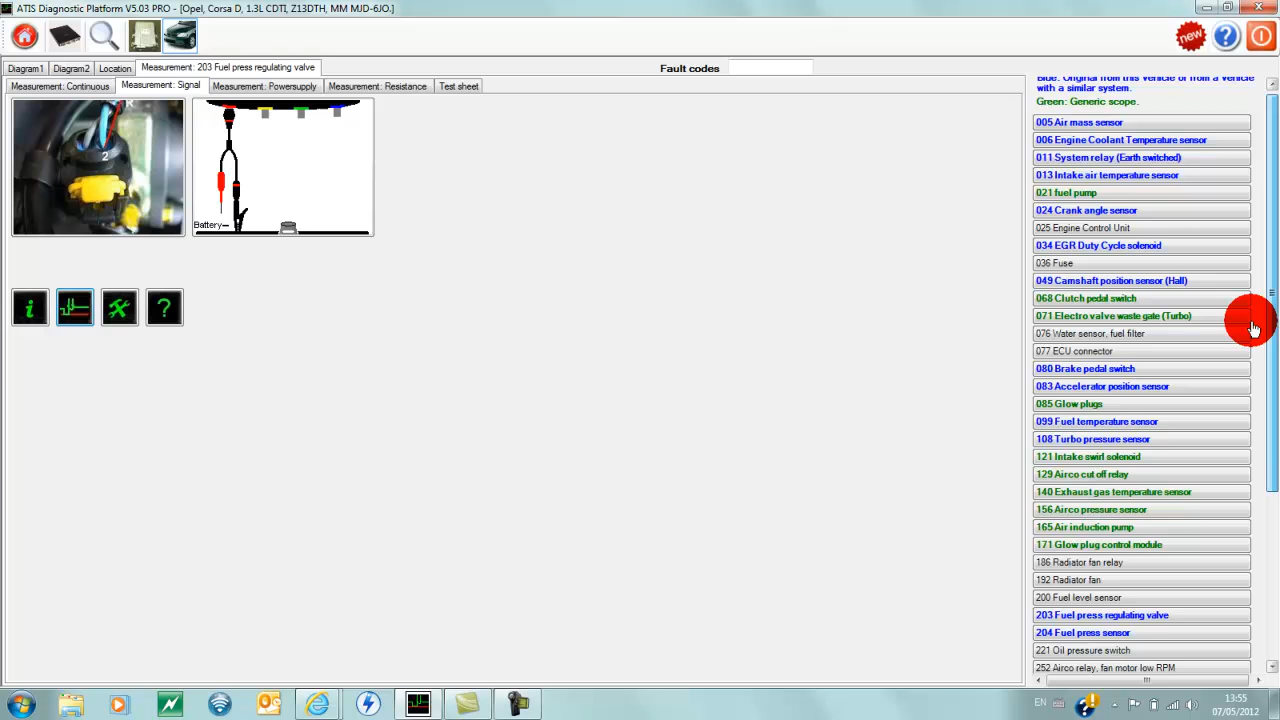 ATIS Diagnostic Platform V5.03 PRO - [Opel, Corsa D, 1.3L CDTI, Z13DTH, MM MJD-6JO.]
new
Diagram1 Diagram2 Location Measurement: 203 Fuel press regulating valve Fault codes
Measurement: Continuous Measurement: Signal Measurement: Powersupply Measurement: Resistance Test sheet
2
Battery-
i
?
Blue: Original from this vehicle or from a vehicle
with a similar system.
Green: Generic scope.
005 Air mass sensor
006 Engine Coolant Temperature sensor
011 System relay (Earth switched)
013 Intake air temperature sensor
021 fuel pump
024 Crank angle sensor
025 Engine Control Unit
034 EGR Duty Cycle solenoid
036 Fuse
049 Camshaft position sensor (Hall)
068 Clutch pedal switch
071 Electro valve waste gate (Turbo)
076 Water sensor, fuel filter
077 ECU connector
080 Brake pedal switch
083 Accelerator position sensor
085 Glow plugs
099 Fuel temperature sensor
108 Turbo pressure sensor
121 Intake swirl solenoid
129 Airco cut off relay
140 Exhaust gas temperature sensor
156 Airco pressure sensor
165 Air induction pump
171 Glow plug control module
186 Radiator fan relay
192 Radiator fan
200 Fuel level sensor
203 Fuel press regulating valve
204 Fuel press sensor
221 Oil pressure switch
252 Airco relay, fan motor low RPM
EN
13:55
07/05/2012